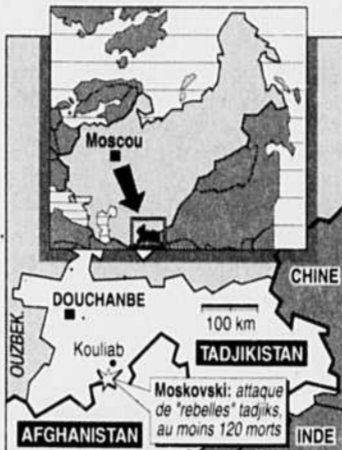 Moscou
CHINE
DOUCHANBE
100 km
OUZBEK.
Kouliab
TADJIKISTAN
Moskovski: attaque
de "rebelles" tadjiks,
au moins 120 morts
AFGHANISTAN
INDE